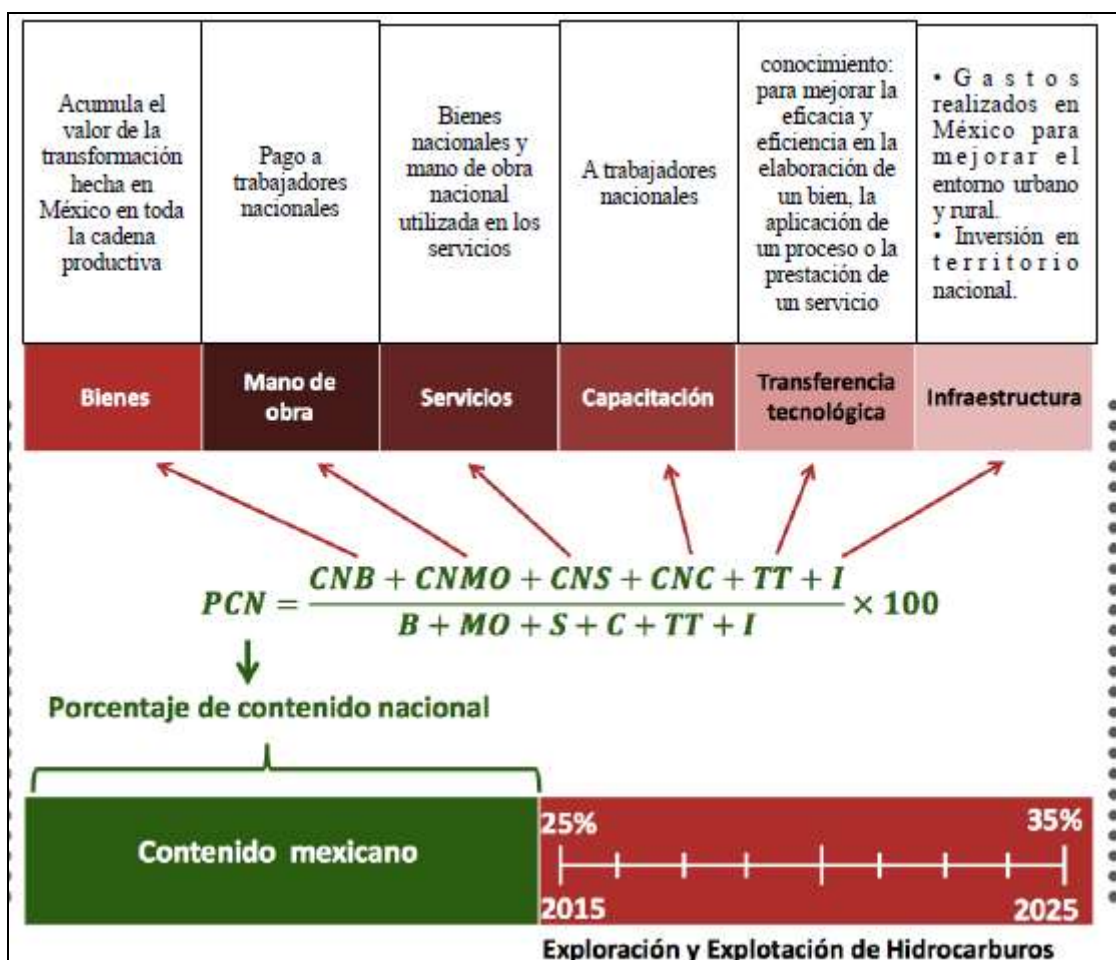 Acumula el
valor de la
transformación
hecha en
México en toda
la cadena
productiva
Pago a
trabajadores
nacionales
Bienes
nacionales y
mano de obra
nacional
utilizada en los
servicios
A trabajadores
nacionales
conocimiento:
para mejorar la
eficacia y
eficiencia en la
elaboración de
un bien, la
aplicación de
un proceso o la
prestación de
un servicio
• Gastos
realizados en
México para
mejorar el
entorno urbano
y rural.
• Inversión en
territorio
nacional.
Bienes
Mano de
obra
Servicios
Capacitación
Transferencia
tecnológica
Infraestructura
PCN = \frac{CNB + CNMO + CNS + CNC + TT + I}{B + MO + S + C + TT + I} × 100
Porcentaje de contenido nacional
Contenido mexicano
25% 35%
2015 2025
Exploración y Explotación de Hidrocarburos